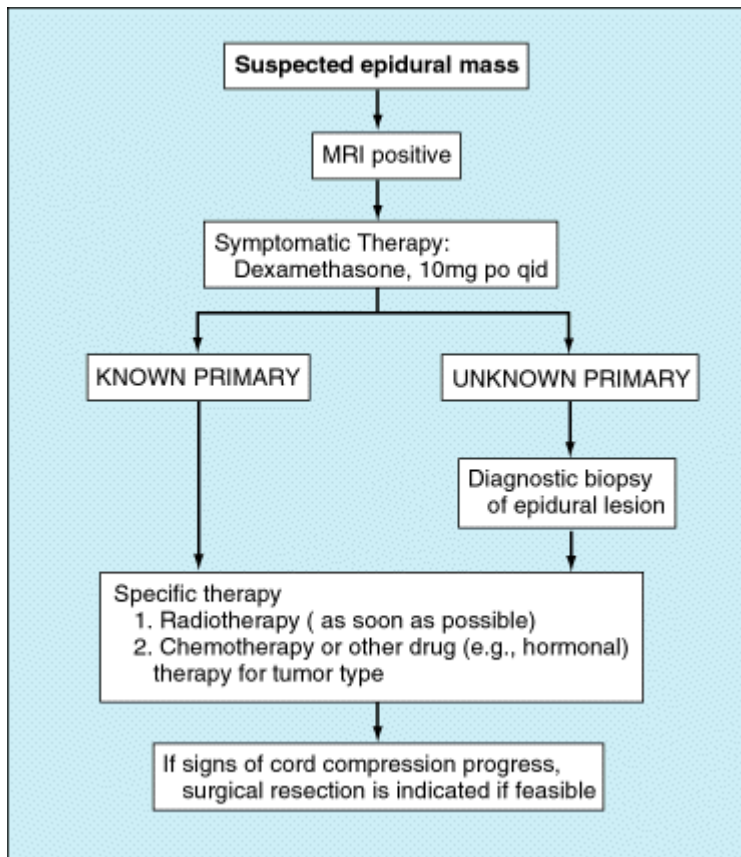 Suspected epidural mass
MRI positive
Symptomatic Therapy:
Dexamethasone, 10mg po qid
KNOWN PRIMARY
UNKNOWN PRIMARY
Diagnostic biopsy
of epidural lesion
Specific therapy
1. Radiotherapy ( as soon as possible)
2. Chemotherapy or other drug (e.g., hormonal)
therapy for tumor type
If signs of cord compression progress,
surgical resection is indicated if feasible